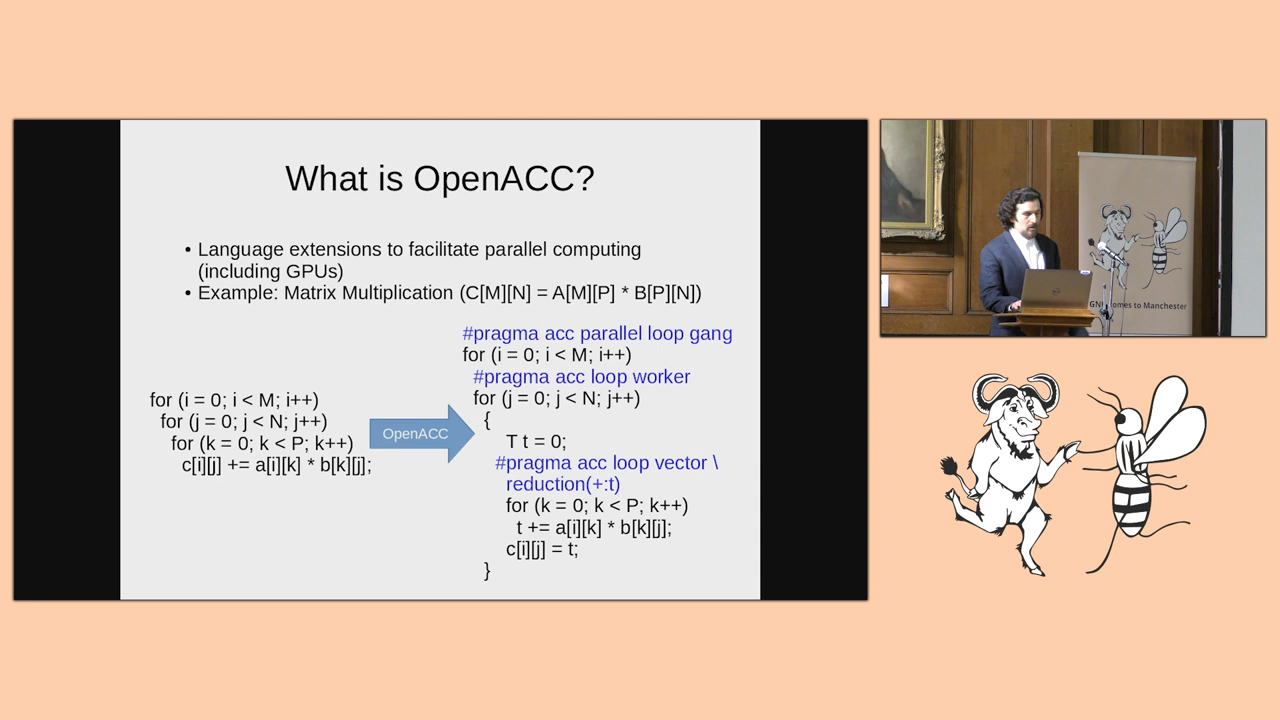 What is OpenACC?
• Language extensions to facilitate parallel computing
(including GPUs)
• Example: Matrix Multiplication (C[M][N] = A[M][P] * B[P][N])
for (i = 0; i < M; i++)
for (j = 0; j < N; j++)
for (k = 0; k < P; k++)
c[i][j] += a[i][k] * b[k][j];
OpenACC
#pragma acc parallel loop gang
for (i = 0; i < M; i++)
#pragma acc loop worker
for (j = 0; j < N; j++)
{
T t = 0;
#pragma acc loop vector \
reduction(+:t)
for (k = 0; k < P; k++)
t += a[i][k] * b[k][j];
c[i][j] = t;
}
to Manchester